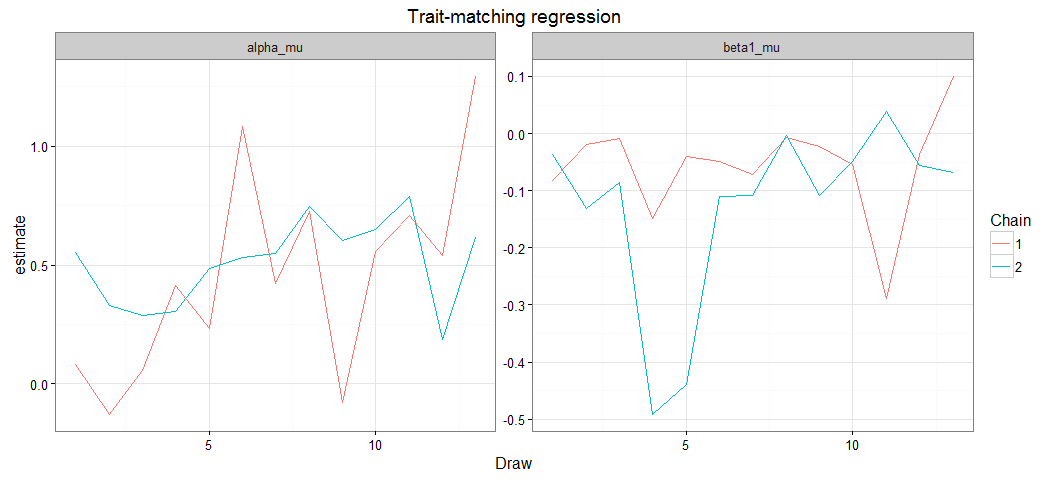 Trait-matching regression
alpha_mu
beta1_mu
estimate
1.0
0.5
0.0
5
10
0.1
0.0
-0.1
-0.2
-0.3
-0.4
-0.5
5
10
Draw
Chain
1
2